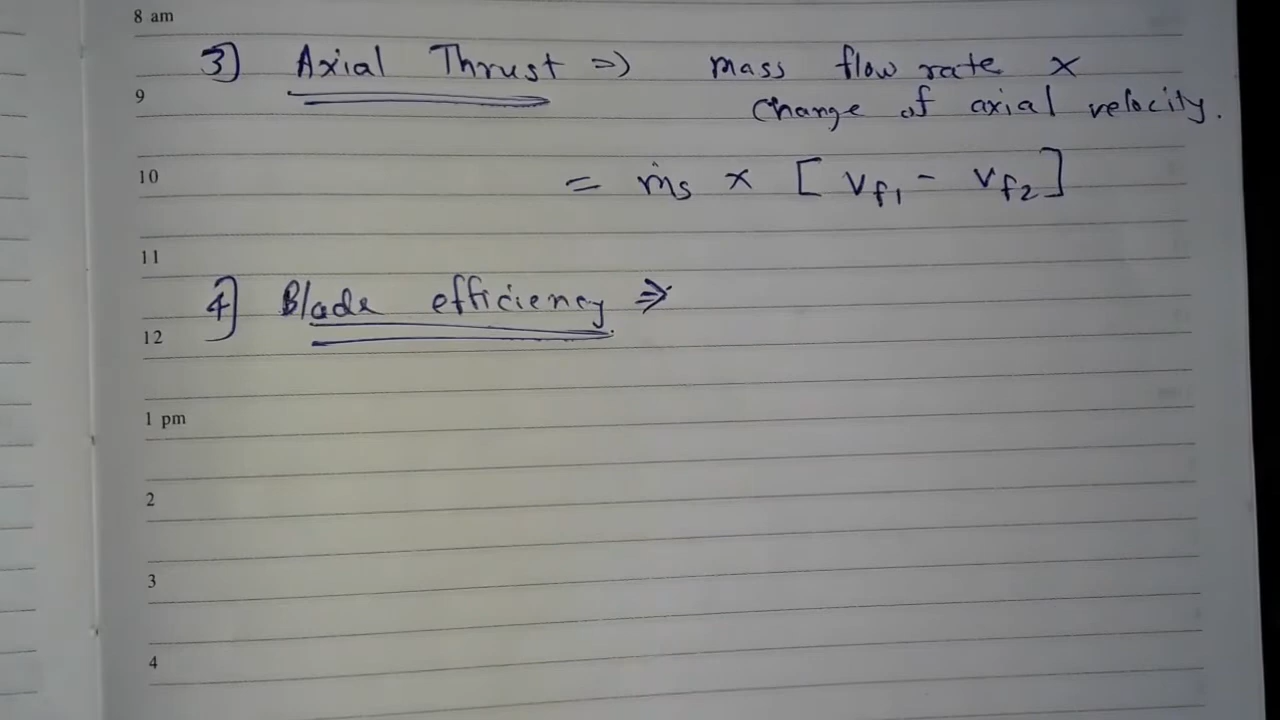 8 am
3) Axial Thrust => mass flow rate x
9
change of axial velocity.
10
= ṁs x [ Vf1 - Vf2 ]
11
4) Blade efficiency =>
12
1 pm
2
3
4